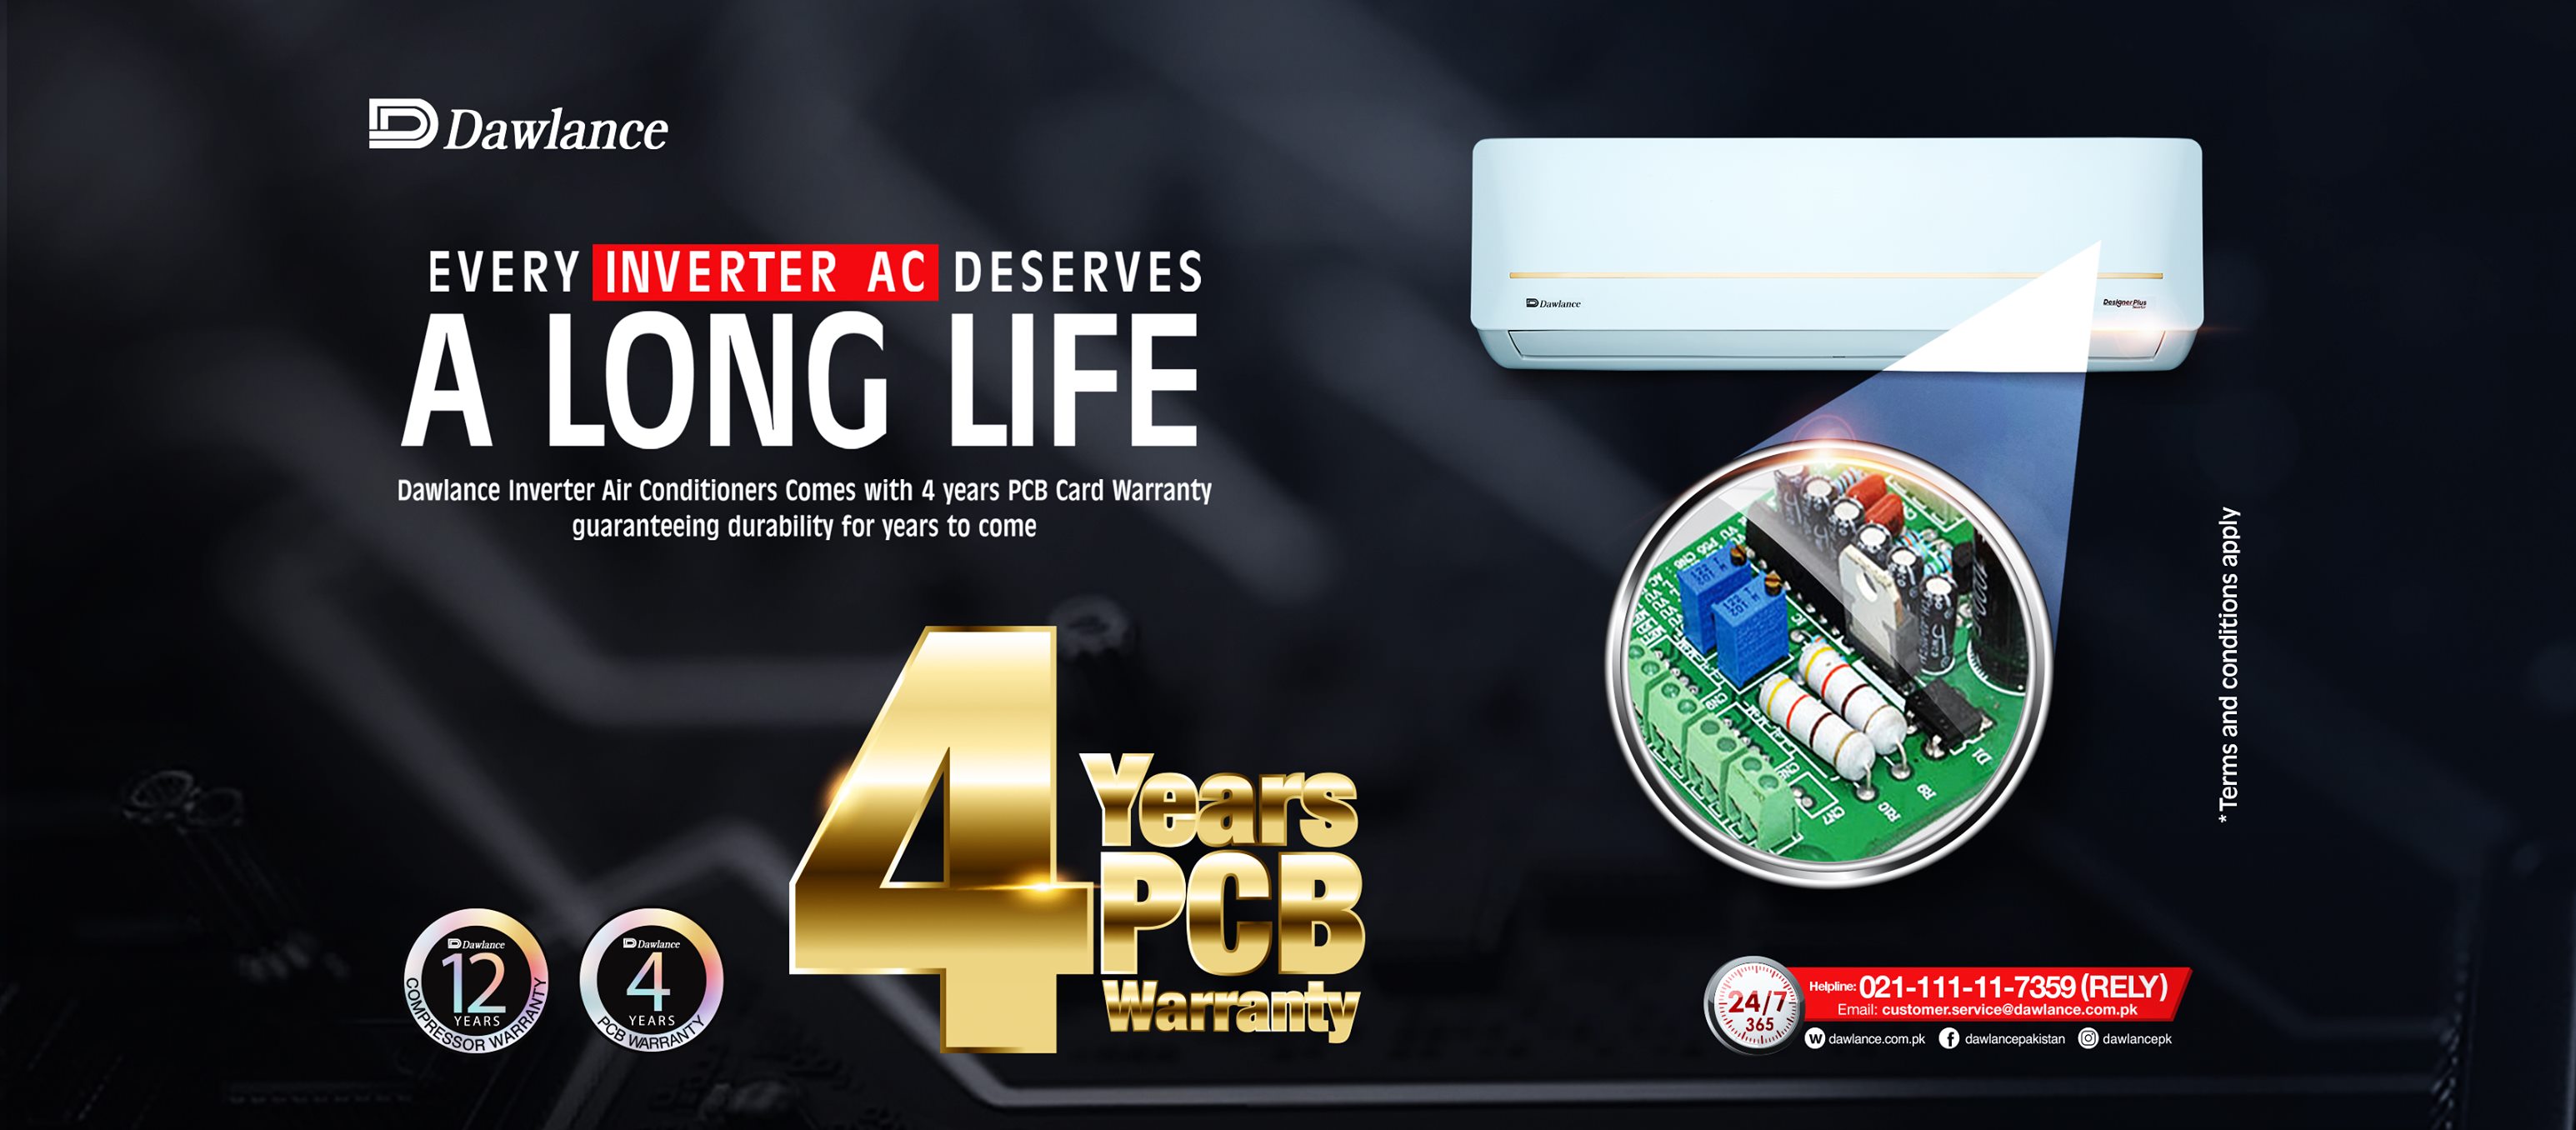 Dawlance
EVERY INVERTER AC DESERVES
A LONG LIFE
Dawlance Inverter Air Conditioners Comes with 4 years PCB Card Warranty
guaranteeing durability for years to come
4
Years
PCB
Warranty
Dawlance
12
YEARS
COMPRESSOR WARRANTY
Dawlance
4
YEARS
PCB WARRANTY
Dawlance
Designer Plus
*Terms and conditions apply
24/7
365
Helpline: 021-111-11-7359 (RELY)
Email: customer.service@dawlance.com.pk
dawlance.com.pk dawlancepakistan dawlancepk